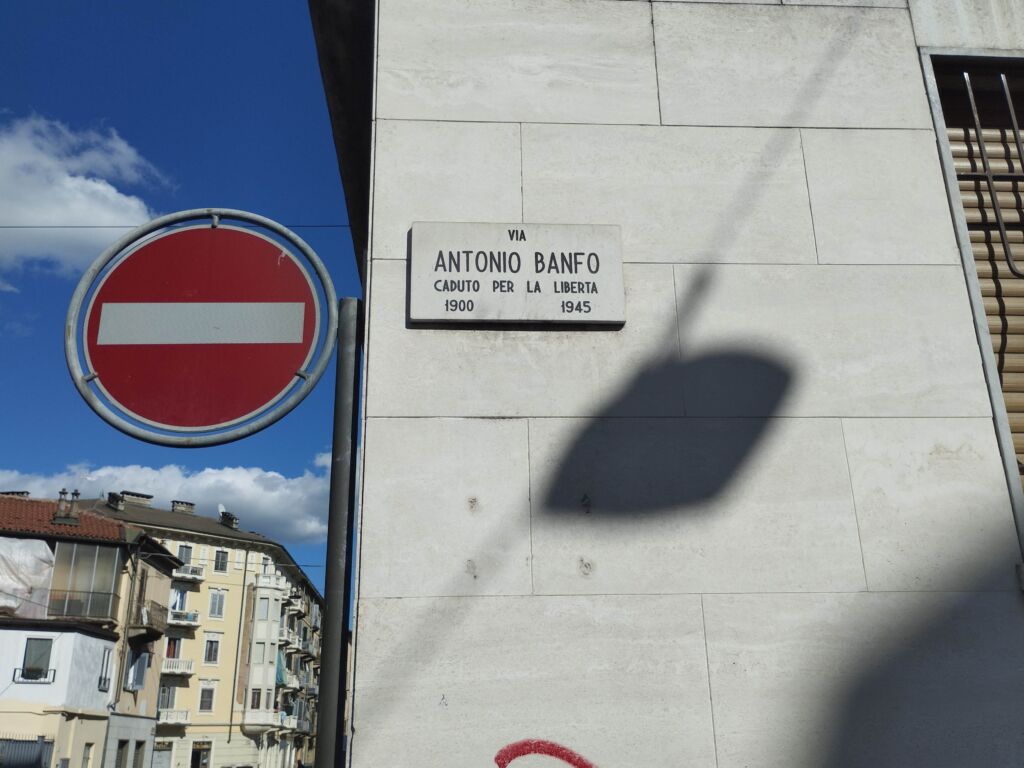 VIA
ANTONIO BANFO
CADUTO PER LA LIBERTA
1900 1945